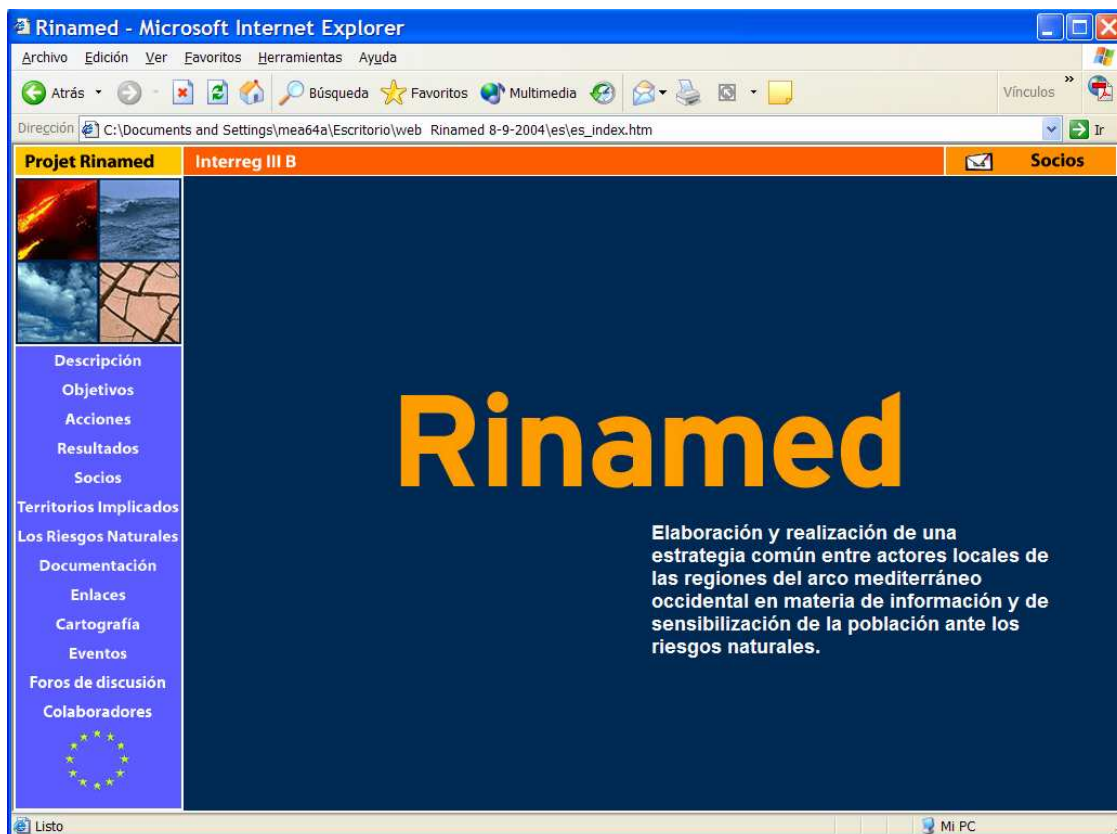 Rinamed - Microsoft Internet Explorer
Archivo Edición Ver Favoritos Herramientas Ayuda
Atrás Búsqueda Favoritos Multimedia Vínculos »
Dirección C:\Documents and Settings\mea64a\Escritorio\web Rinamed 8-9-2004\es\es_index.htm Ir
Projet Rinamed Interreg III B Socios
Descripción
Objetivos
Acciones
Resultados
Socios
Territorios Implicados
Los Riesgos Naturales
Documentación
Enlaces
Cartografía
Eventos
Foros de discusión
Colaboradores
Rinamed
Elaboración y realización de una
estrategia común entre actores locales de
las regiones del arco mediterráneo
occidental en materia de información y de
sensibilización de la población ante los
riesgos naturales.
Listo Mi PC